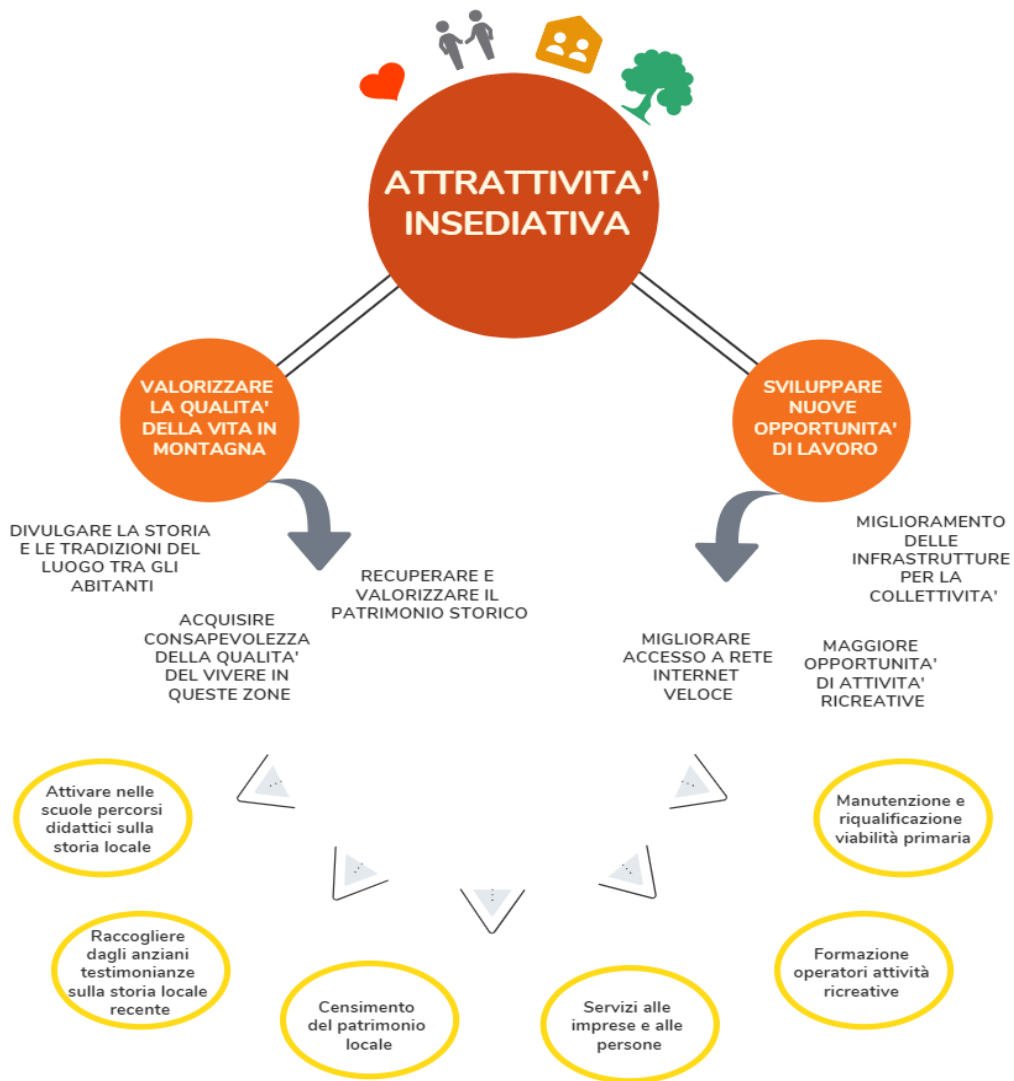 ATTRATTIVITA'
INSEDIATIVA
VALORIZZARE
LA QUALITA'
DELLA VITA IN
MONTAGNA
SVILUPPARE
NUOVE
OPPORTUNITA'
DI LAVORO
DIVULGARE LA STORIA
E LE TRADIZIONI DEL
LUOGO TRA GLI
ABITANTI
RECUPERARE E
VALORIZZARE IL
PATRIMONIO STORICO
ACQUISIRE
CONSAPEVOLEZZA
DELLA QUALITA'
DEL VIVERE IN
QUESTE ZONE
MIGLIORAMENTO
DELLE
INFRASTRUTTURE
PER LA
COLLETTIVITA'
MIGLIORARE
ACCESSO A RETE
INTERNET
VELOCE
MAGGIORE
OPPORTUNITA'
DI ATTIVITA'
RICREATIVE
Attivare nelle
scuole percorsi
didattici sulla
storia locale
Raccogliere
dagli anziani
testimonianze
sulla storia locale
recente
Censimento
del patrimonio
locale
Servizi alle
imprese e alle
persone
Formazione
operatori attività
ricreative
Manutenzione e
riqualificazione
viabilità primaria